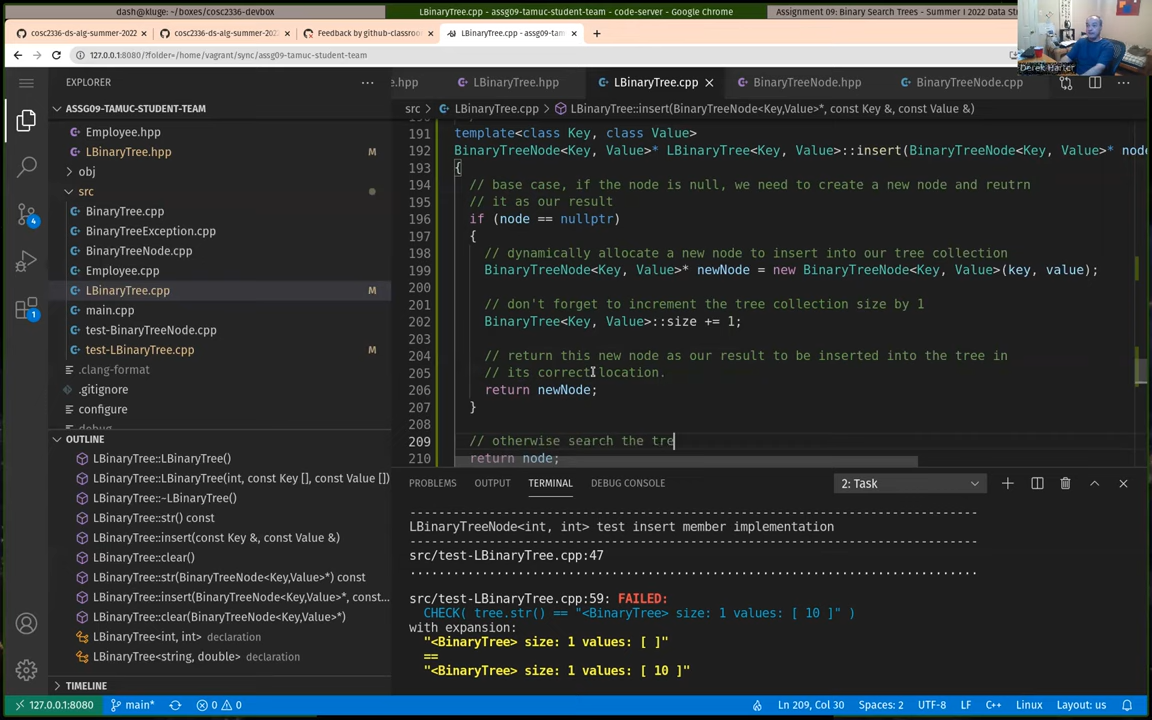 dash@kluge: ~/boxes/cosc2336-devbox
LBinaryTree.cpp - assg09-tamuc-student-team - code-server - Google Chrome
Assignment 09: Binary Search Trees - Summer I 2022 Data St
cosc2336-ds-alg-summer-2022
cosc2336-ds-alg-summer-202
Feedback by github-classroo
LBinaryTree.cpp - assg09-tam
127.0.0.1:8080/?folder=/home/vagrant/sync/assg09-tamuc-student-team
Derek Harter
EXPLORER
e.hpp
LBinaryTree.hpp
LBinaryTree.cpp
BinaryTreeNode.hpp
BinaryTreeNode.cpp
ASSG09-TAMUC-STUDENT-TEAM
Employee.hpp
LBinaryTree.hpp M
obj
src
BinaryTree.cpp
BinaryTreeException.cpp
BinaryTreeNode.cpp
Employee.cpp
LBinaryTree.cpp M
main.cpp
test-BinaryTreeNode.cpp
test-LBinaryTree.cpp M
.clang-format
.gitignore
configure
debug
OUTLINE
LBinaryTree::LBinaryTree()
LBinaryTree::LBinaryTree(int, const Key [], const Value [])
LBinaryTree::~LBinaryTree()
LBinaryTree::str() const
LBinaryTree::insert(const Key &, const Value &)
LBinaryTree::clear()
LBinaryTree::str(BinaryTreeNode<Key,Value>*) const
LBinaryTree::insert(BinaryTreeNode<Key,Value>*, const...
LBinaryTree::clear(BinaryTreeNode<Key,Value>*)
LBinaryTree<int, int> declaration
LBinaryTree<string, double> declaration
TIMELINE
4
1
src > LBinaryTree.cpp > LBinaryTree::insert(BinaryTreeNode<Key,Value>*, const Key &, const Value &)
190
191 template<class Key, class Value>
192 BinaryTreeNode<Key, Value>* LBinaryTree<Key, Value>::insert(BinaryTreeNode<Key, Value>* node
193 {
194 // base case, if the node is null, we need to create a new node and reutrn
195 // it as our result
196 if (node == nullptr)
197 {
198 // dynamically allocate a new node to insert into our tree collection
199 BinaryTreeNode<Key, Value>* newNode = new BinaryTreeNode<Key, Value>(key, value);
200
201 // don't forget to increment the tree collection size by 1
202 BinaryTree<Key, Value>::size += 1;
203
204 // return this new node as our result to be inserted into the tree in
205 // its correct location.
206 return newNode;
207 }
208
209 // otherwise search the tre
210 return node;
PROBLEMS OUTPUT TERMINAL DEBUG CONSOLE
2: Task
-------------------------------------------------------------------------------
LBinaryTreeNode<int, int> test insert member implementation
-------------------------------------------------------------------------------
src/test-LBinaryTree.cpp:47
...............................................................................
src/test-LBinaryTree.cpp:59: FAILED:
CHECK( tree.str() == "<BinaryTree> size: 1 values: [ 10 ]" )
with expansion:
"<BinaryTree> size: 1 values: [ ]"
==
"<BinaryTree> size: 1 values: [ 10 ]"
127.0.0.1:8080
main*
0
0
Ln 209, Col 30
Spaces: 2
UTF-8
LF
C++
Linux
Layout: us